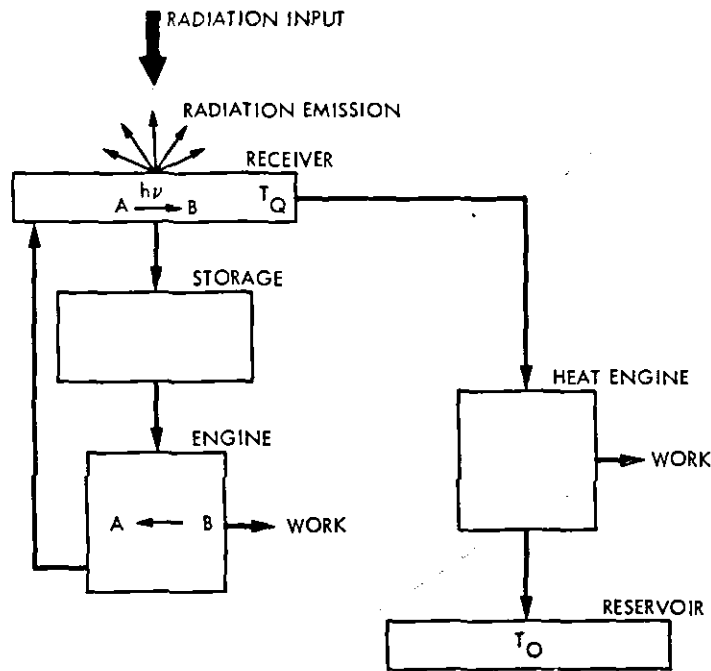 RADIATION INPUT
RADIATION EMISSION
RECEIVER
hν
A → B
T_Q
STORAGE
HEAT ENGINE
ENGINE
WORK
A ← B
WORK
RESERVOIR
T_O